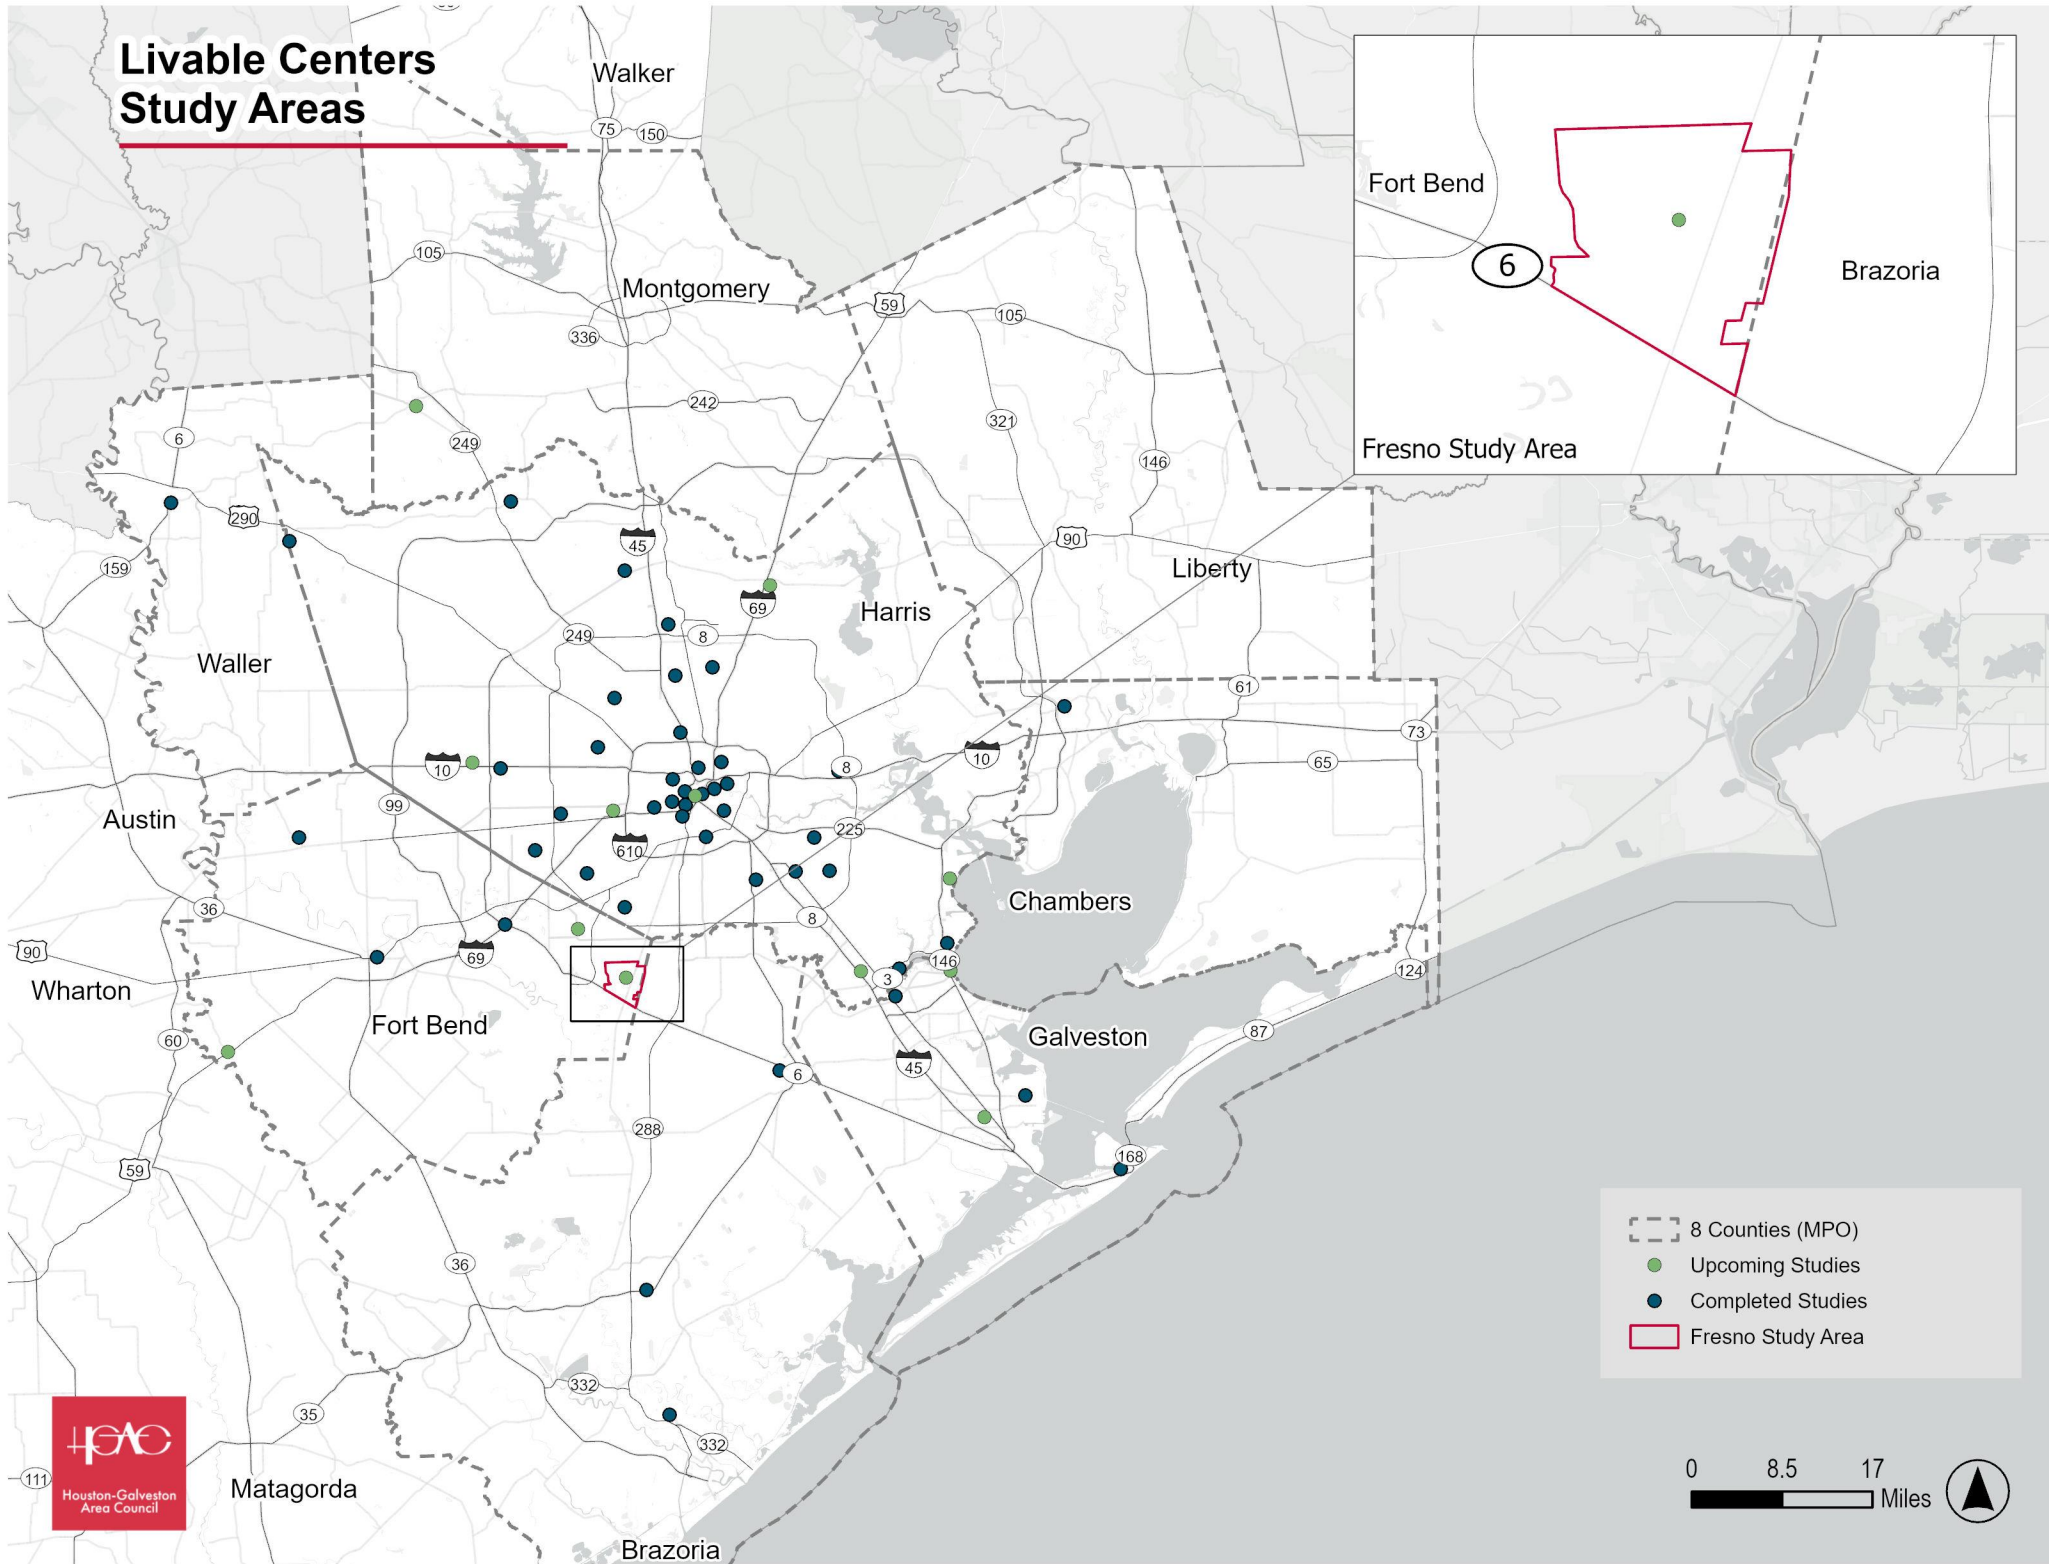 Livable Centers
Study Areas
Walker
75
150
Fort Bend
6
Brazoria
Fresno Study Area
105
Montgomery
59
105
336
242
321
6
249
146
290
45
90
159
Liberty
69
Harris
249
8
Waller
61
73
10
8
10
65
99
Austin
225
610
36
Chambers
8
90
69
146
3
124
Wharton
Fort Bend
87
60
Galveston
45
6
288
59
168
8 Counties (MPO)
36
Upcoming Studies
Completed Studies
Fresno Study Area
332
35
332
HGAC
Houston-Galveston
Area Council
111
Matagorda
0 8.5 17
Miles
Brazoria